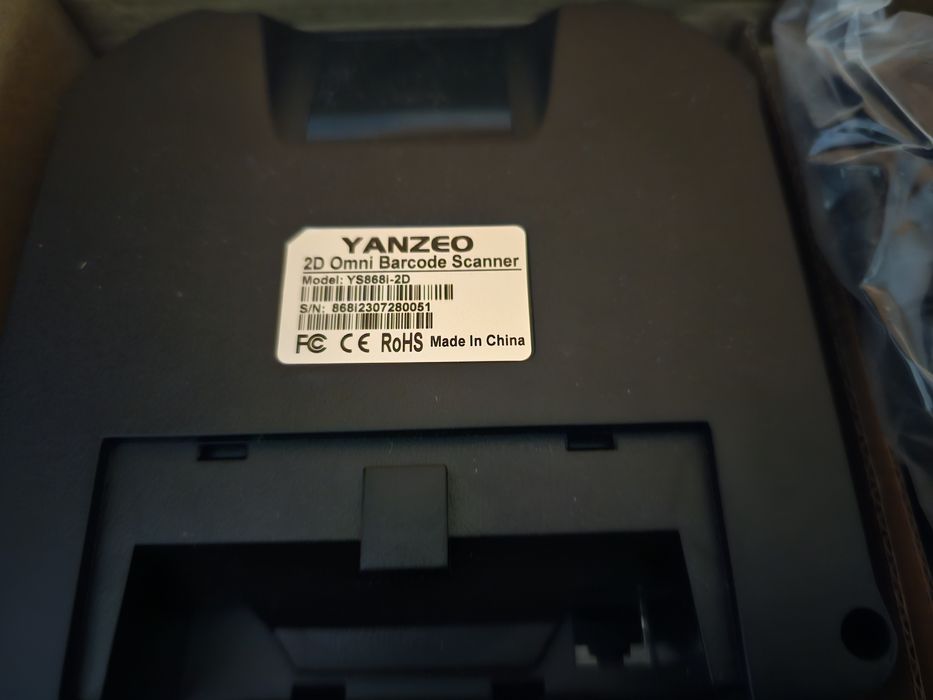 YANZEO
2D Omni Barcode Scanner
Model: YS868I-2D
S/N: 868I2307280051
FC CE RoHS Made In China